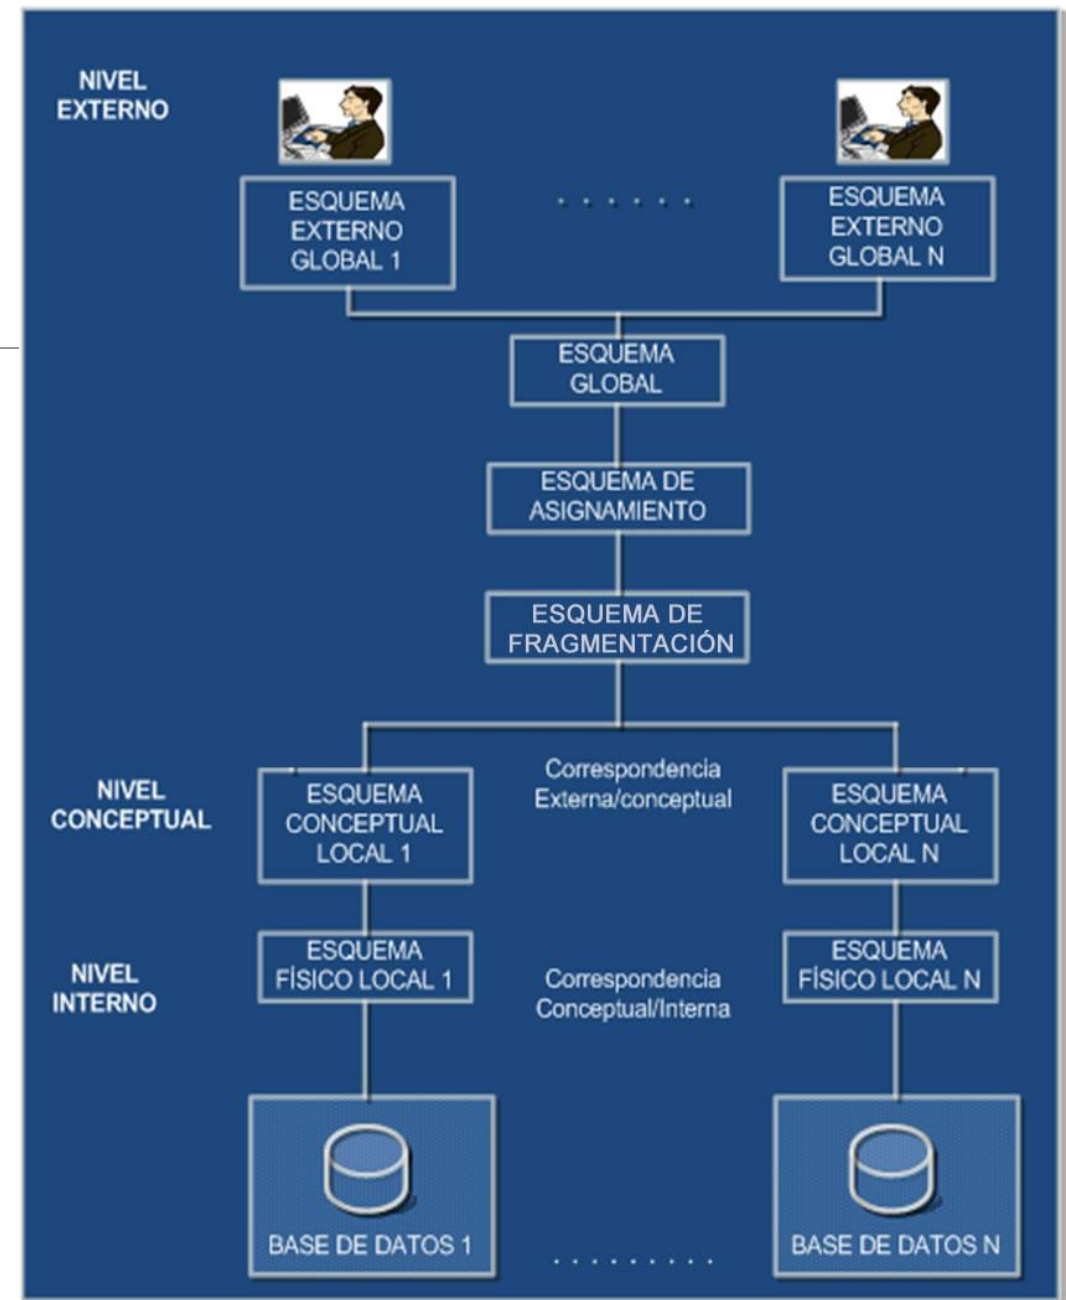 NIVEL
EXTERNO
ESQUEMA
EXTERNO
GLOBAL 1
. . . . . .
ESQUEMA
EXTERNO
GLOBAL N
ESQUEMA
GLOBAL
ESQUEMA DE
ASIGNAMIENTO
ESQUEMA DE
FRAGMENTACIÓN
NIVEL
CONCEPTUAL
ESQUEMA
CONCEPTUAL
LOCAL 1
Correspondencia
Externa/conceptual
ESQUEMA
CONCEPTUAL
LOCAL N
NIVEL
INTERNO
ESQUEMA
FÍSICO LOCAL 1
Correspondencia
Conceptual/Interna
ESQUEMA
FÍSICO LOCAL N
BASE DE DATOS 1
. . . . . . . . .
BASE DE DATOS N